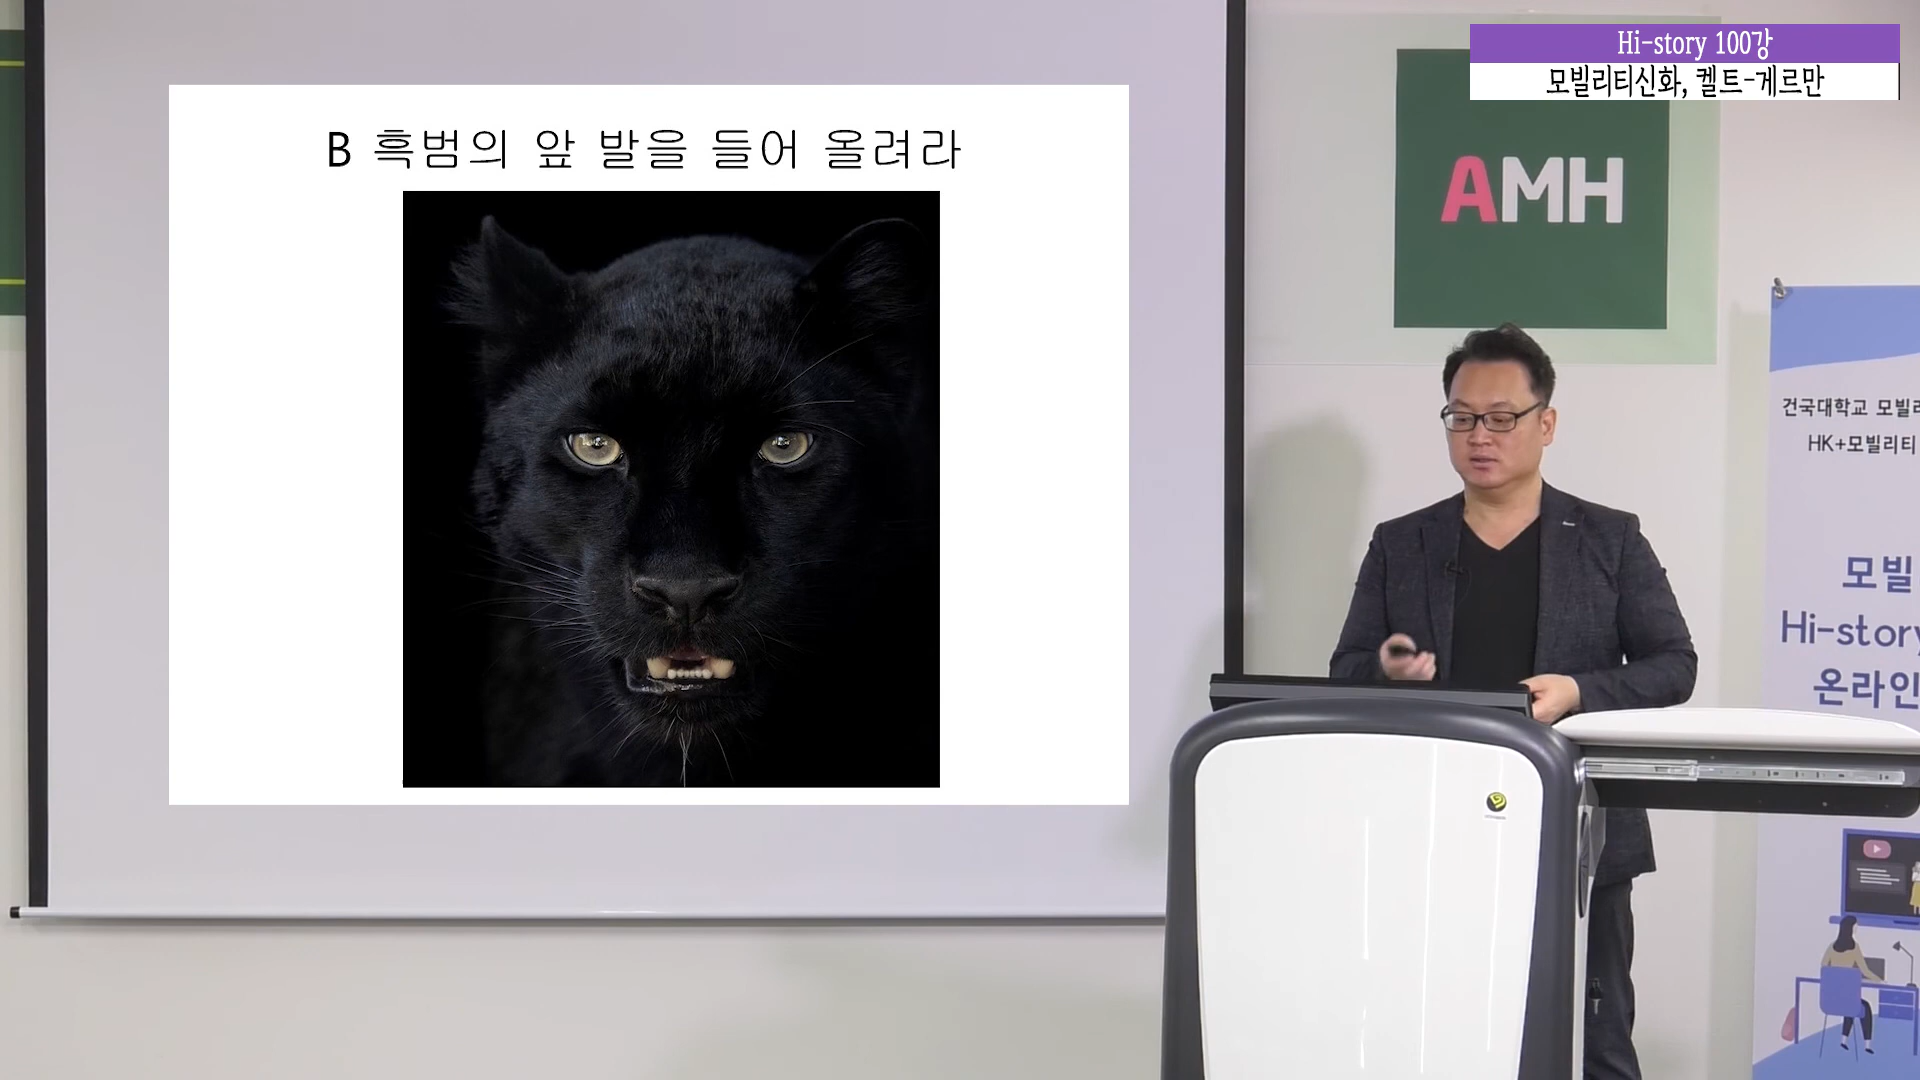 Hi-story 100강
모빌리티신화, 켈트-게르만
B 흑범의 앞 발을 들어 올려라
AMH
건국대학교 모빌리
HK+모빌리티
모빌
Hi-story
온라인